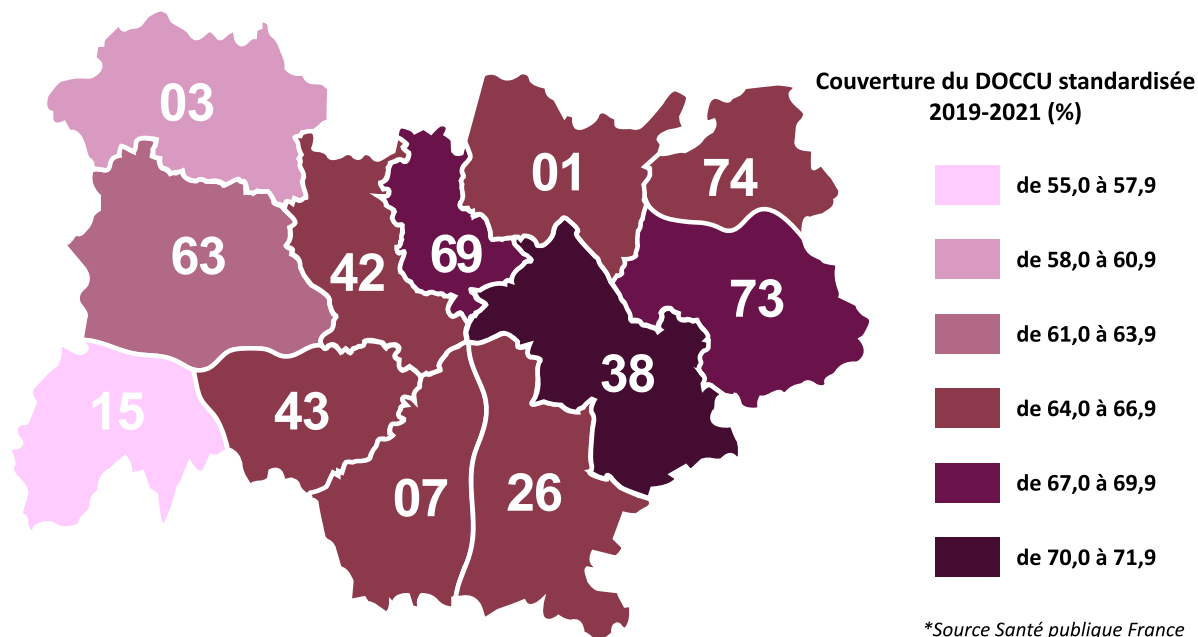 Couverture du DOCCU standardisée
2019-2021 (%)
03
01
74
63
69
42
73
38
15
43
07
26
de 55,0 à 57,9
de 58,0 à 60,9
de 61,0 à 63,9
de 64,0 à 66,9
de 67,0 à 69,9
de 70,0 à 71,9
*Source Santé publique France